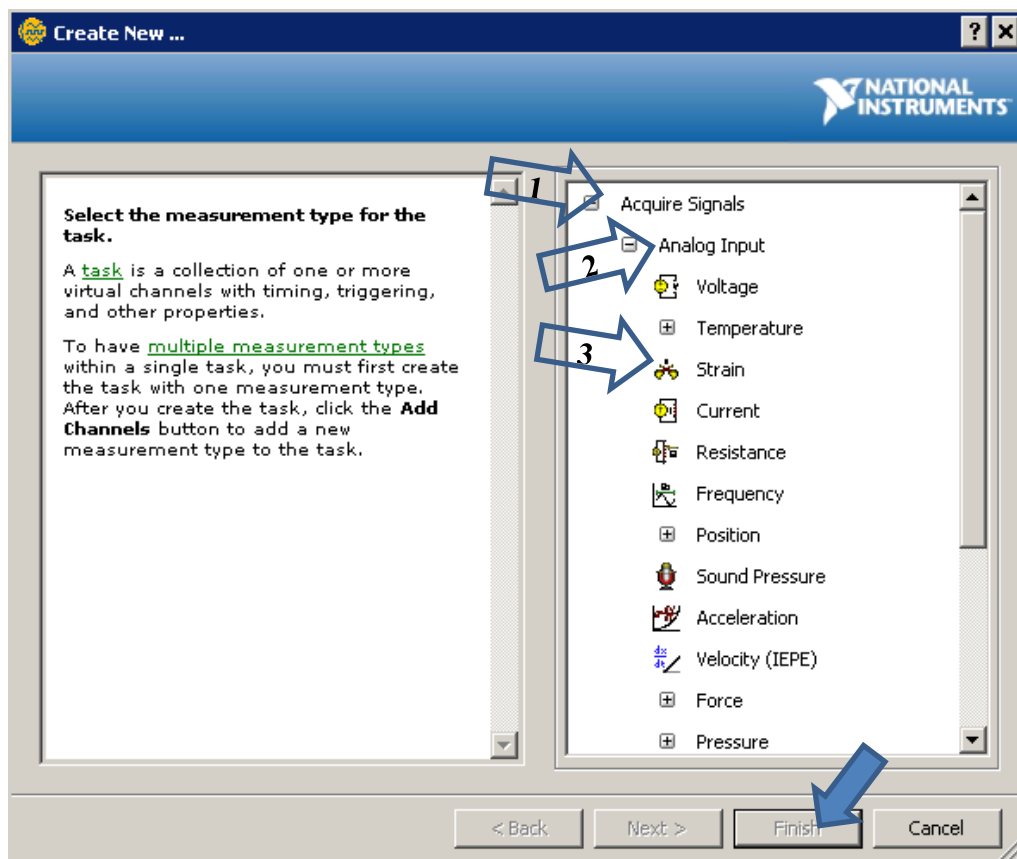 Create New ...
NATIONAL
INSTRUMENTS
Select the measurement type for the
task.
A task is a collection of one or more
virtual channels with timing, triggering,
and other properties.
To have multiple measurement types
within a single task, you must first create
the task with one measurement type.
After you create the task, click the Add
Channels button to add a new
measurement type to the task.
1
Acquire Signals
2
Analog Input
Voltage
Temperature
3
Strain
Current
Resistance
Frequency
Position
Sound Pressure
Acceleration
dx
dt
Velocity (IEPE)
Force
Pressure
< Back
Next >
Finish
Cancel